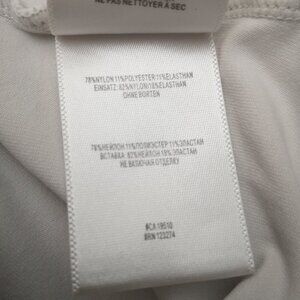 NE PAS NETTOYER À SEC
78%NYLON 11%POLYESTER 11%ELASTHAN
EINSATZ: 82%NYLON/18%ELASTHAN
OHNE BORTEN
78%НЕЙЛОН 11%ПОЛИЭСТЕР 11%ЭЛАСТАН
ВСТАВКА: 82%НЕЙЛОН 18% ЭЛАСТАН
НЕ ВКЛЮЧАЯ ОТДЕЛКУ
#CA 19510
#RN 123274